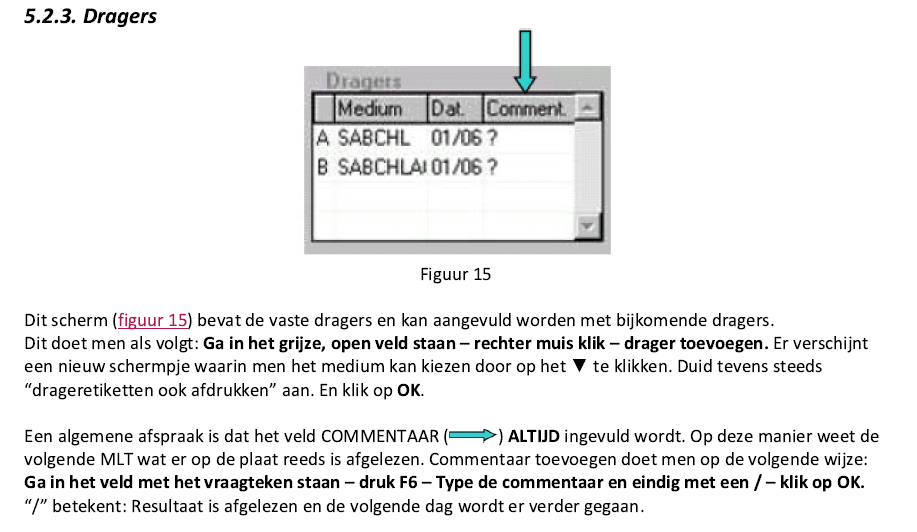 5.2.3. Dragers
Dragers
Medium Dat. Comment.
A SABCHL 01/06 ?
B SABCHLAI 01/06 ?
Figuur 15
Dit scherm (figuur 15) bevat de vaste dragers en kan aangevuld worden met bijkomende dragers.
Dit doet men als volgt: Ga in het grijze, open veld staan – rechter muis klik – drager toevoegen. Er verschijnt
een nieuw schermpje waarin men het medium kan kiezen door op het ▼ te klikken. Duid tevens steeds
“drageretiketten ook afdrukken” aan. En klik op OK.
Een algemene afspraak is dat het veld COMMENTAAR ( ) ALTIJD ingevuld wordt. Op deze manier weet de
volgende MLT wat er op de plaat reeds is afgelezen. Commentaar toevoegen doet men op de volgende wijze:
Ga in het veld met het vraagteken staan – druk F6 – Type de commentaar en eindig met een / – klik op OK.
“/” betekent: Resultaat is afgelezen en de volgende dag wordt er verder gegaan.